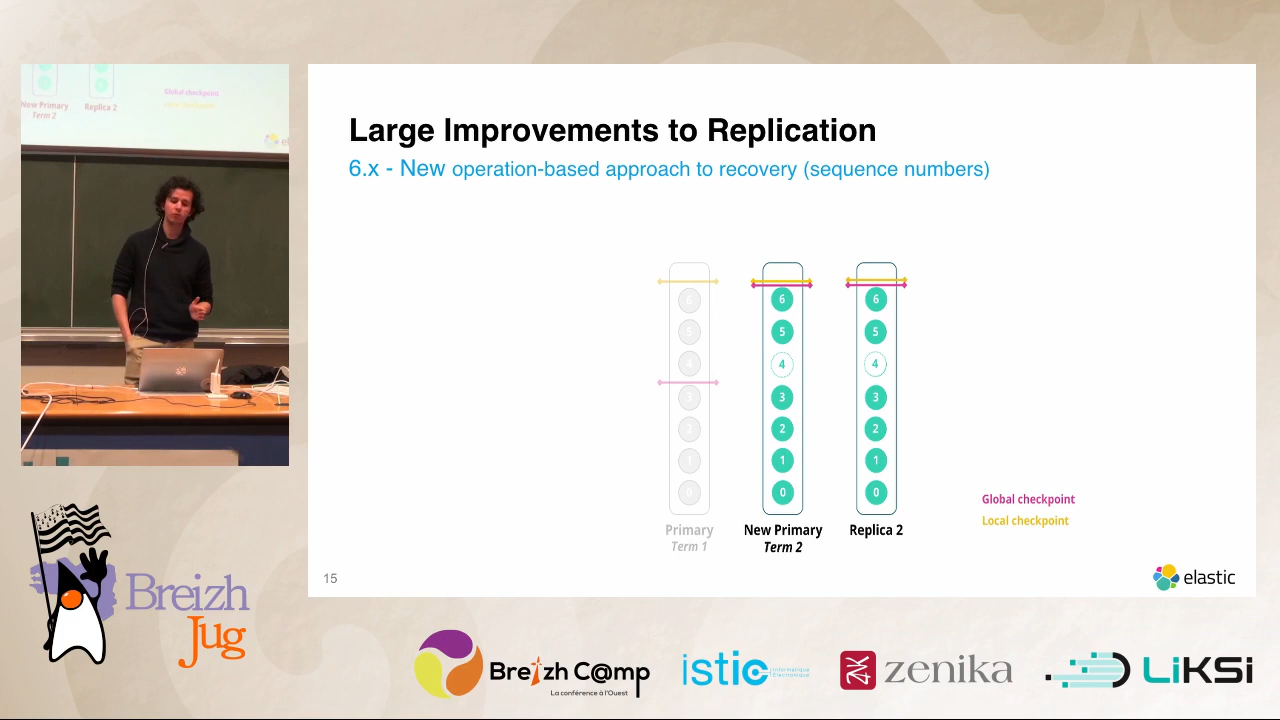 Global checkpoint
New Primary
Term 2
Replica 2
Large Improvements to Replication
6.x - New operation-based approach to recovery (sequence numbers)
6 6 6
5 5 5
4 4 4
3 3 3
2 2 2
1 1 1
0 0 0
Primary New Primary Replica 2
Term 1 Term 2
Global checkpoint
Local checkpoint
15
elastic
Breizh
Jug
Breizh C@mp
La conférence à l'Ouest
istic Informatique
Electronique
zenika
LiKSi